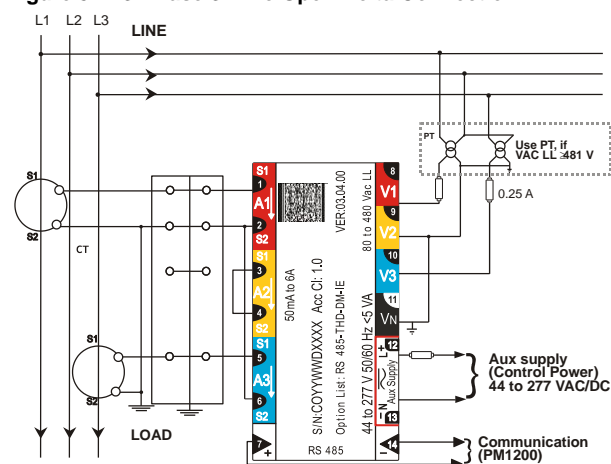 L1 L2 L3
LINE
PT
Use PT, if
VAC LL ≥481 V
0.25 A
S1
S2
CT
S1
S2
LOAD
S1
1
A1
2
S2
S1
3
A2
4
S2
S1
5
A3
6
S2
7
+
50mA to 6A
S/N:COYYWWDXXXX Acc Cl: 1.0
Option List: RS 485-THD-DM-IE
VER:03.04.00
80 to 480 Vac LL
44 to 277 V 50/60 Hz <5 VA
RS 485
8
V1
9
V2
10
V3
11
VN
12
L+
Aux Supply
N
13
14
Aux supply
(Control Power)
44 to 277 VAC/DC
Communication
(PM1200)